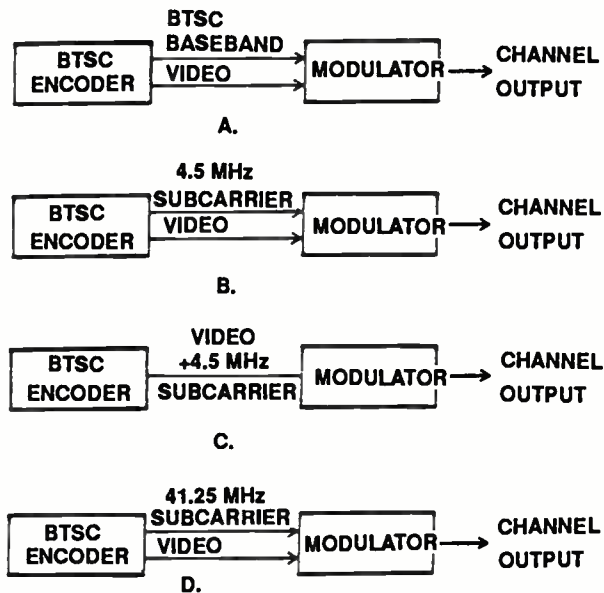 BTSC
BASEBAND
BTSC
ENCODER
VIDEO
MODULATOR
CHANNEL
OUTPUT
A.
4.5 MHz
SUBCARRIER
BTSC
ENCODER
VIDEO
MODULATOR
CHANNEL
OUTPUT
B.
VIDEO
+4.5 MHz
SUBCARRIER
BTSC
ENCODER
MODULATOR
CHANNEL
OUTPUT
C.
41.25 MHz
SUBCARRIER
BTSC
ENCODER
VIDEO
MODULATOR
CHANNEL
OUTPUT
D.